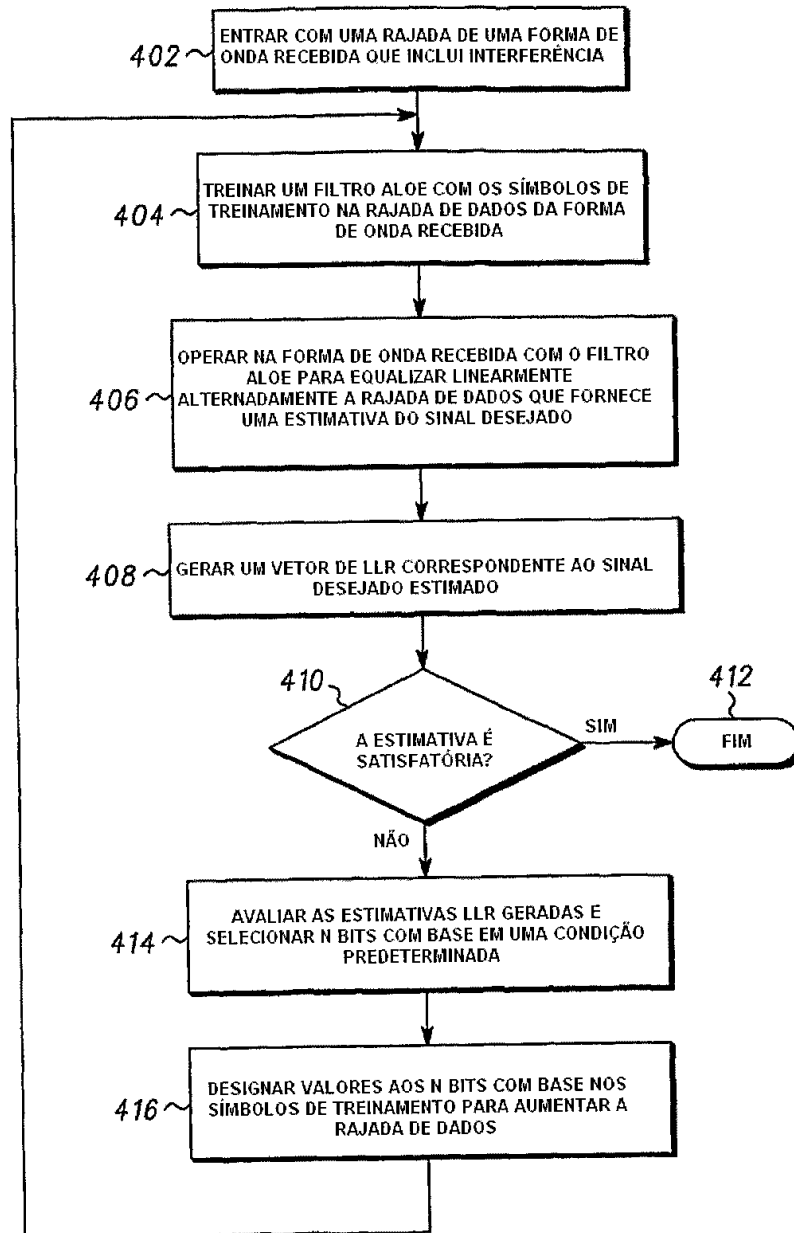 402
ENTRAR COM UMA RAJADA DE UMA FORMA DE
ONDA RECEBIDA QUE INCLUI INTERFERÊNCIA
404
TREINAR UM FILTRO ALOE COM OS SÍMBOLOS DE
TREINAMENTO NA RAJADA DE DADOS DA FORMA
DE ONDA RECEBIDA
406
OPERAR NA FORMA DE ONDA RECEBIDA COM O FILTRO
ALOE PARA EQUALIZAR LINEARMENTE
ALTERNADAMENTE A RAJADA DE DADOS QUE FORNECE
UMA ESTIMATIVA DO SINAL DESEJADO
408
GERAR UM VETOR DE LLR CORRESPONDENTE AO SINAL
DESEJADO ESTIMADO
410
A ESTIMATIVA É
SATISFATÓRIA?
SIM
412
FIM
NÃO
414
AVALIAR AS ESTIMATIVAS LLR GERADAS E
SELECIONAR N BITS COM BASE EM UMA CONDIÇÃO
PREDETERMINADA
416
DESIGNAR VALORES AOS N BITS COM BASE NOS
SÍMBOLOS DE TREINAMENTO PARA AUMENTAR A
RAJADA DE DADOS